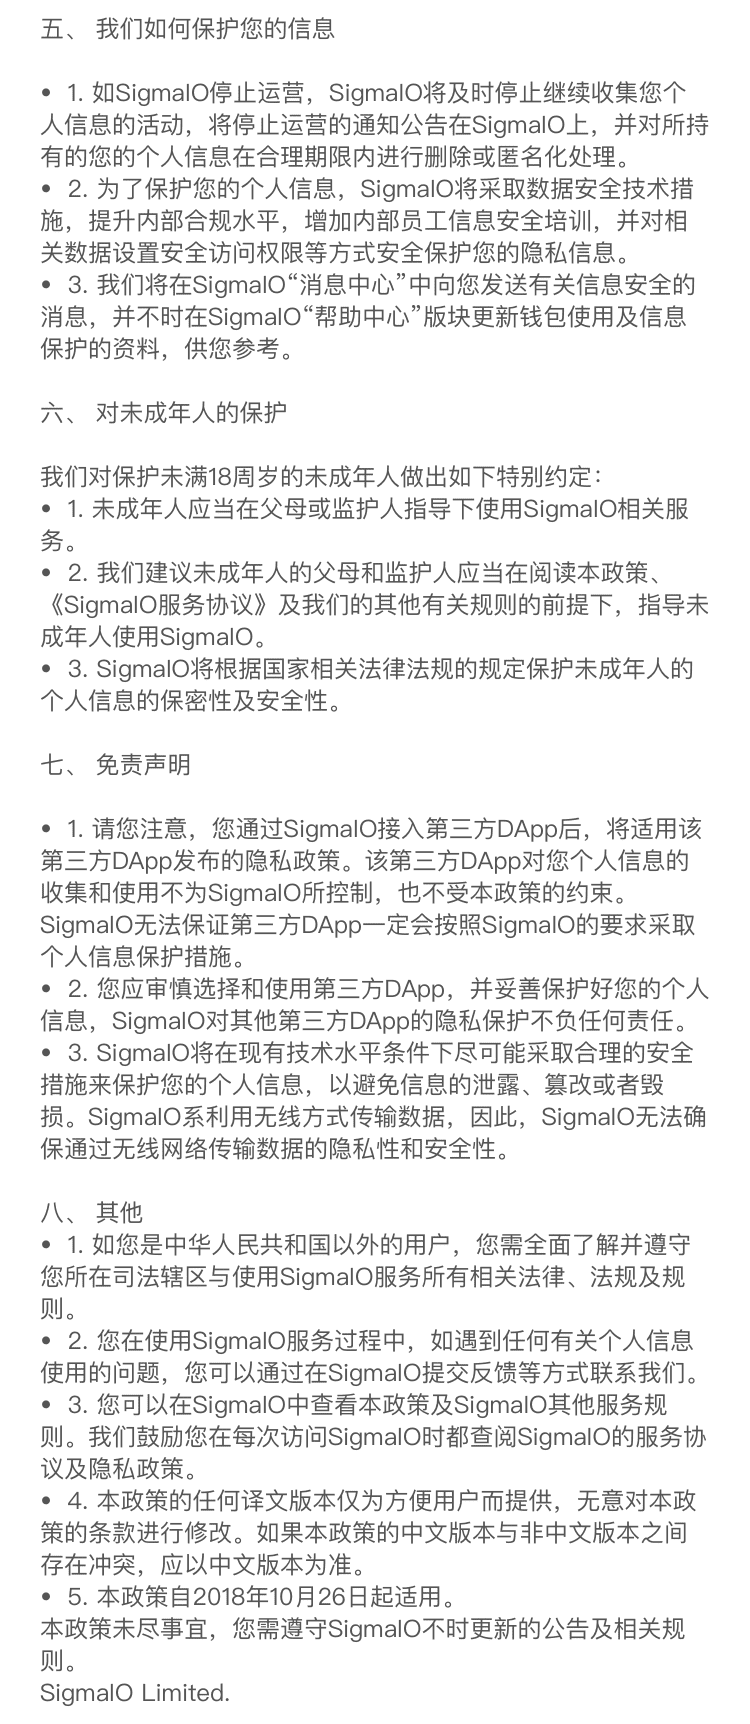 五、 我们如何保护您的信息
• 1. 如SigmaIO停止运营，SigmaIO将及时停止继续收集您个
人信息的活动，将停止运营的通知公告在SigmaIO上，并对所持
有的您的个人信息在合理期限内进行删除或匿名化处理。
• 2. 为了保护您的个人信息，SigmaIO将采取数据安全技术措
施，提升内部合规水平，增加内部员工信息安全培训，并对相
关数据设置安全访问权限等方式安全保护您的隐私信息。
• 3. 我们将在SigmaIO“消息中心”中向您发送有关信息安全的
消息，并不时在SigmaIO“帮助中心”版块更新钱包使用及信息
保护的资料，供您参考。
六、 对未成年人的保护
我们对保护未满18周岁的未成年人做出如下特别约定：
• 1. 未成年人应当在父母或监护人指导下使用SigmaIO相关服
务。
• 2. 我们建议未成年人的父母和监护人应当在阅读本政策、
《SigmaIO服务协议》及我们的其他有关规则的前提下，指导未
成年人使用SigmaIO。
• 3. SigmaIO将根据国家相关法律法规的规定保护未成年人的
个人信息的保密性及安全性。
七、 免责声明
• 1. 请您注意，您通过SigmaIO接入第三方DApp后，将适用该
第三方DApp发布的隐私政策。该第三方DApp对您个人信息的
收集和使用不为SigmaIO所控制，也不受本政策的约束。
SigmaIO无法保证第三方DApp一定会按照SigmaIO的要求采取
个人信息保护措施。
• 2. 您应审慎选择和使用第三方DApp，并妥善保护好您的个人
信息，SigmaIO对其他第三方DApp的隐私保护不负任何责任。
• 3. SigmaIO将在现有技术水平条件下尽可能采取合理的安全
措施来保护您的个人信息，以避免信息的泄露、篡改或者毁
损。SigmaIO系利用无线方式传输数据，因此，SigmaIO无法确
保通过无线网络传输数据的隐私性和安全性。
八、 其他
• 1. 如您是中华人民共和国以外的用户，您需全面了解并遵守
您所在司法辖区与使用SigmaIO服务所有相关法律、法规及规
则。
• 2. 您在使用SigmaIO服务过程中，如遇到任何有关个人信息
使用的问题，您可以通过在SigmaIO提交反馈等方式联系我们。
• 3. 您可以在SigmaIO中查看本政策及SigmaIO其他服务规
则。我们鼓励您在每次访问SigmaIO时都查阅SigmaIO的服务协
议及隐私政策。
• 4. 本政策的任何译文版本仅为方便用户而提供，无意对本政
策的条款进行修改。如果本政策的中文版本与非中文版本之间
存在冲突，应以中文版本为准。
• 5. 本政策自2018年10月26日起适用。
本政策未尽事宜，您需遵守SigmaIO不时更新的公告及相关规
则。
SigmaIO Limited.